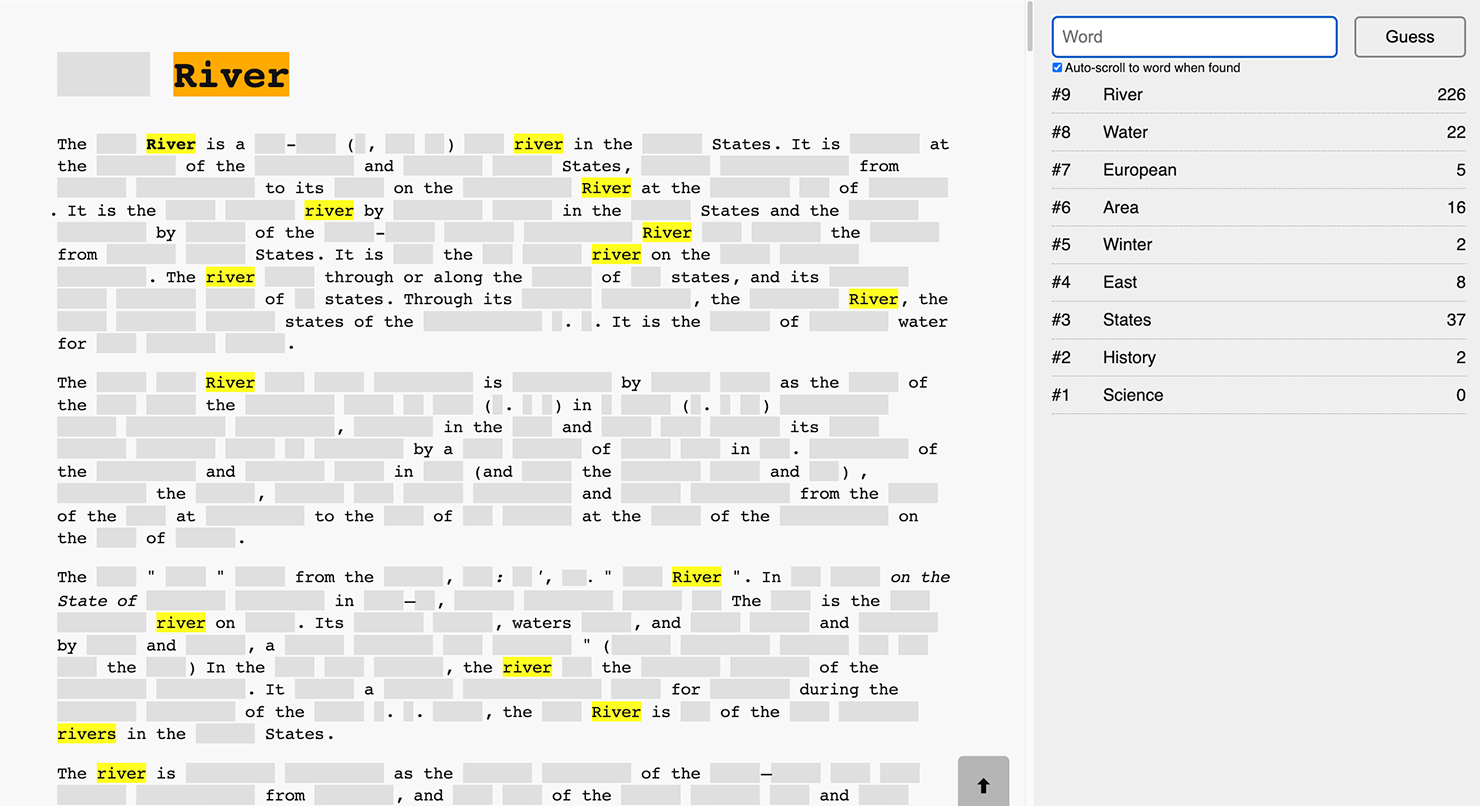 River
The River is a – ( , ) river in the States. It is at
the of the and States, from
to its on the River at the of
. It is the river by in the States and the
by of the – River the
from States. It is the river on the
. The river through or along the of states, and its
of states. Through its , the River, the
states of the . . It is the of water
for .
The River is by as the of
the the ( . ) in ( . )
, in the and its
by a of in . of
the and in (and the and ) ,
the , and from the
of the at to the of at the of the on
the of .
The " " from the , : ', . " River ". In on the
State of in – , The is the
river on . Its , waters , and and
by and , a " (
the ) In the , the river the of the
. It a for during the
of the . . , the River is of the
rivers in the States.
The river is as the of the –
from , and of the and
Word
Guess
Auto-scroll to word when found
#9 River 226
#8 Water 22
#7 European 5
#6 Area 16
#5 Winter 2
#4 East 8
#3 States 37
#2 History 2
#1 Science 0